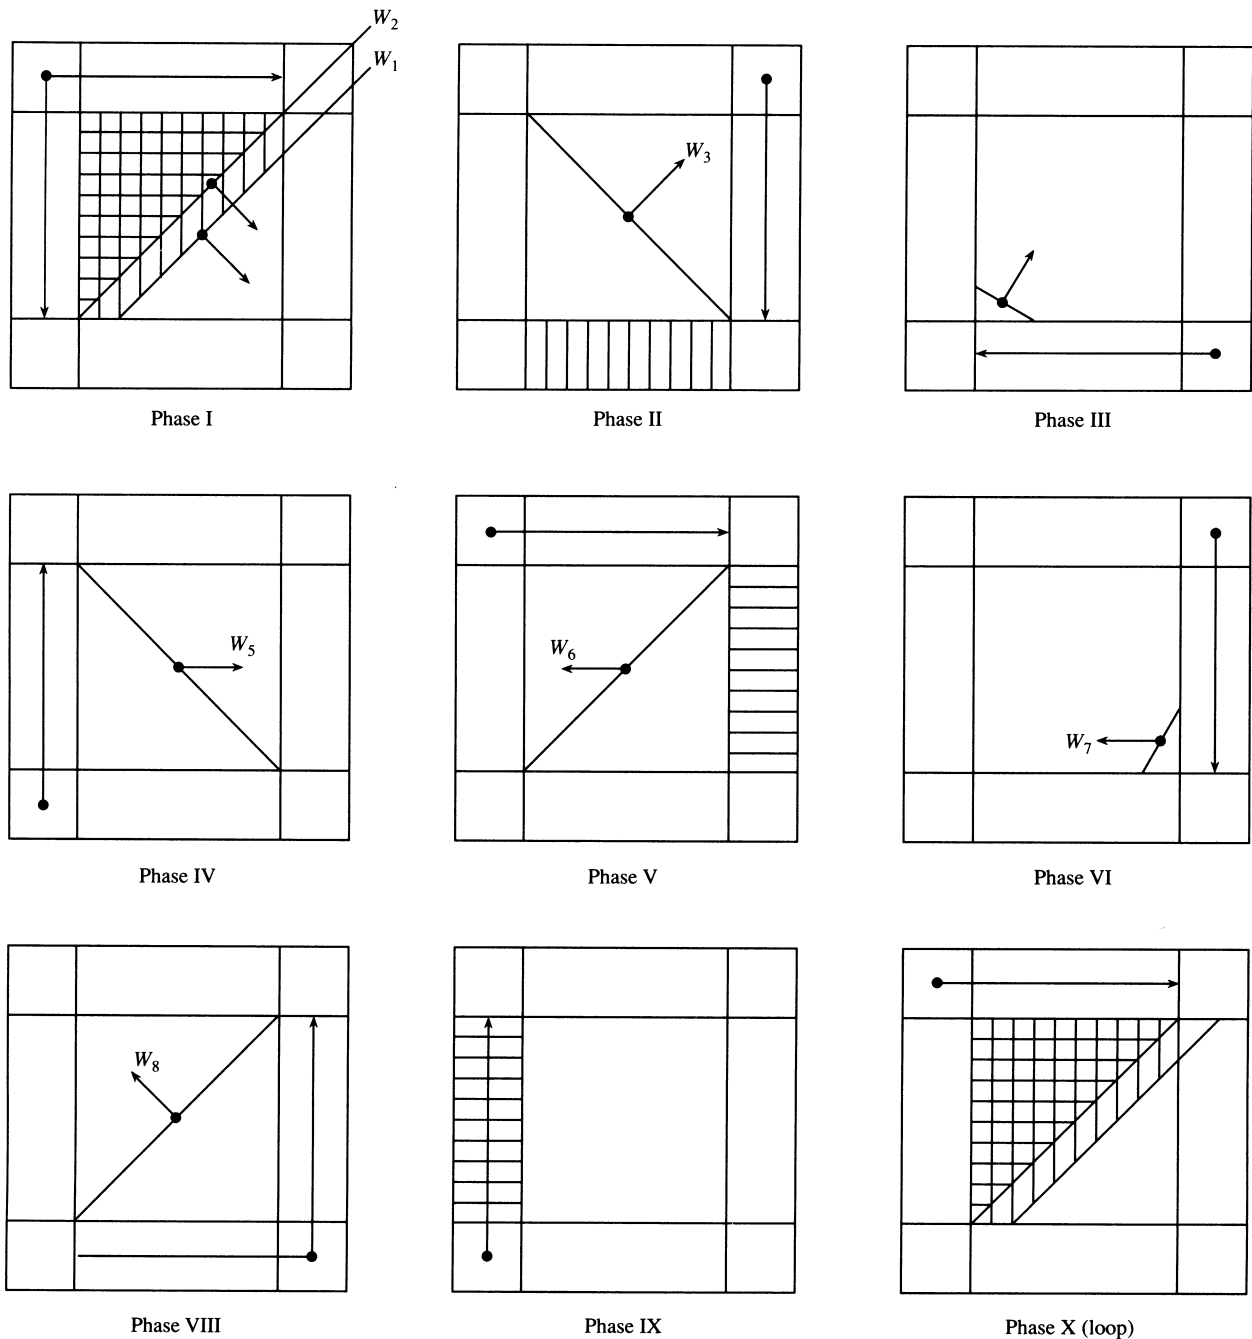 W2
W1
W3
Phase I
Phase II
Phase III
W5
W6
W7
Phase IV
Phase V
Phase VI
W8
Phase VIII
Phase IX
Phase X (loop)